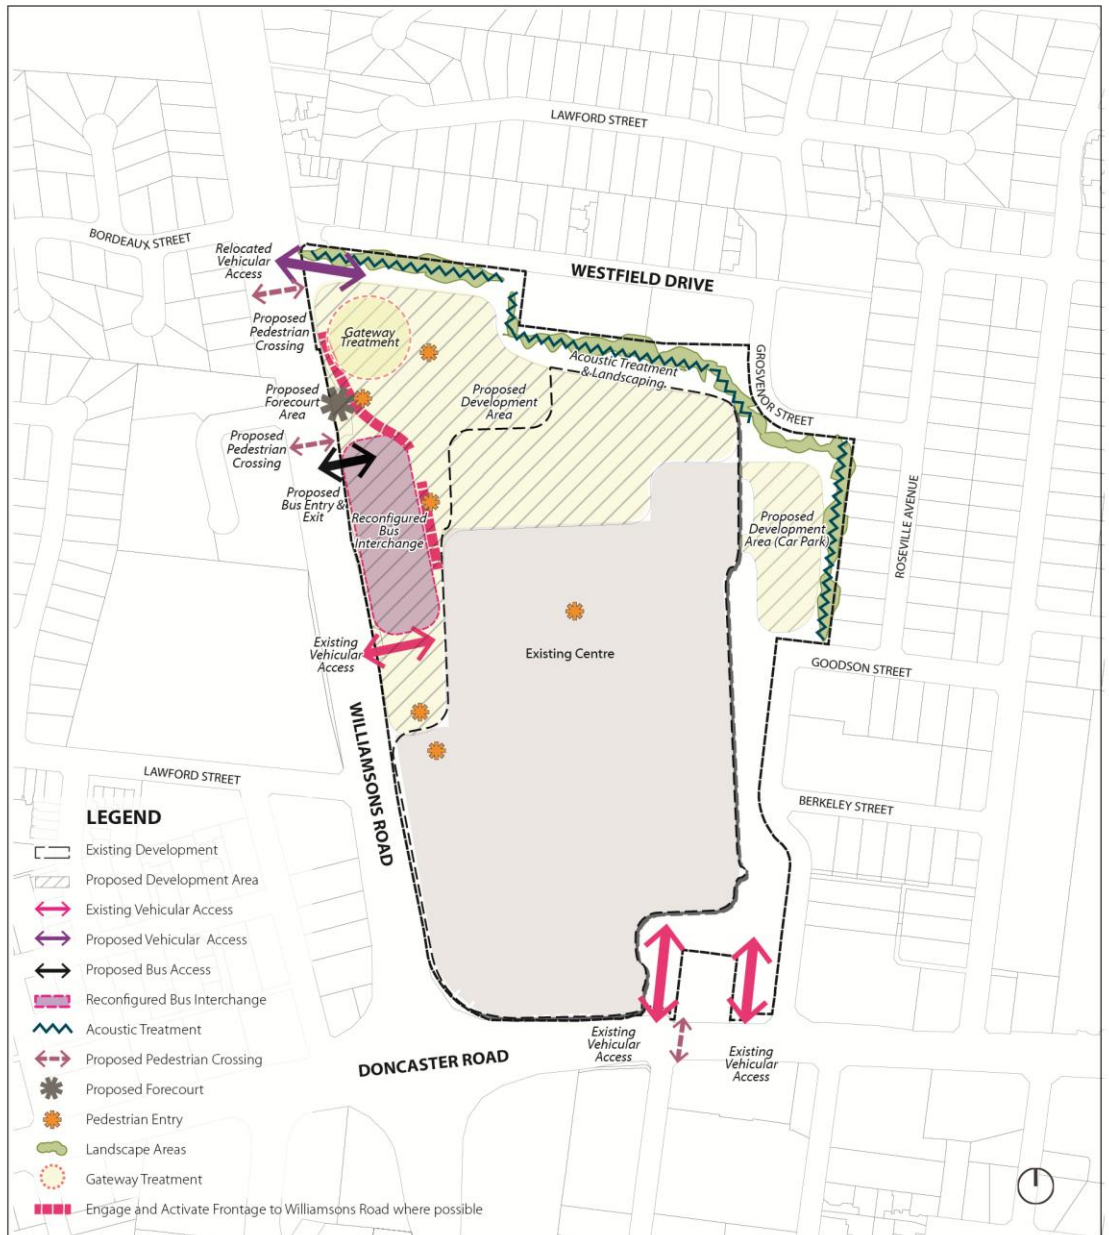 LAWFORD STREET
BORDEAUX STREET
Relocated
Vehicular
Access
WESTFIELD DRIVE
Proposed
Pedestrian
Crossing
Gateway
Treatment
GROSVENOR STREET
Acoustic Treatment
& Landscaping
Proposed
Forecourt
Area
Proposed
Development
Area
Proposed
Pedestrian
Crossing
Proposed
Bus Entry &
Exit
Reconfigured
Bus
Interchange
Proposed
Development
Area (Car Park)
ROSEVILLE AVENUE
Existing
Vehicular
Access
Existing Centre
GOODSON STREET
WILLIAMSONS ROAD
LAWFORD STREET
BERKELEY STREET
LEGEND
Existing Development
Proposed Development Area
Existing Vehicular Access
Proposed Vehicular Access
Proposed Bus Access
Reconfigured Bus Interchange
Acoustic Treatment
Proposed Pedestrian Crossing
Proposed Forecourt
Pedestrian Entry
Landscape Areas
Gateway Treatment
Engage and Activate Frontage to Williamsons Road where possible
DONCASTER ROAD
Existing
Vehicular
Access
Existing
Vehicular
Access